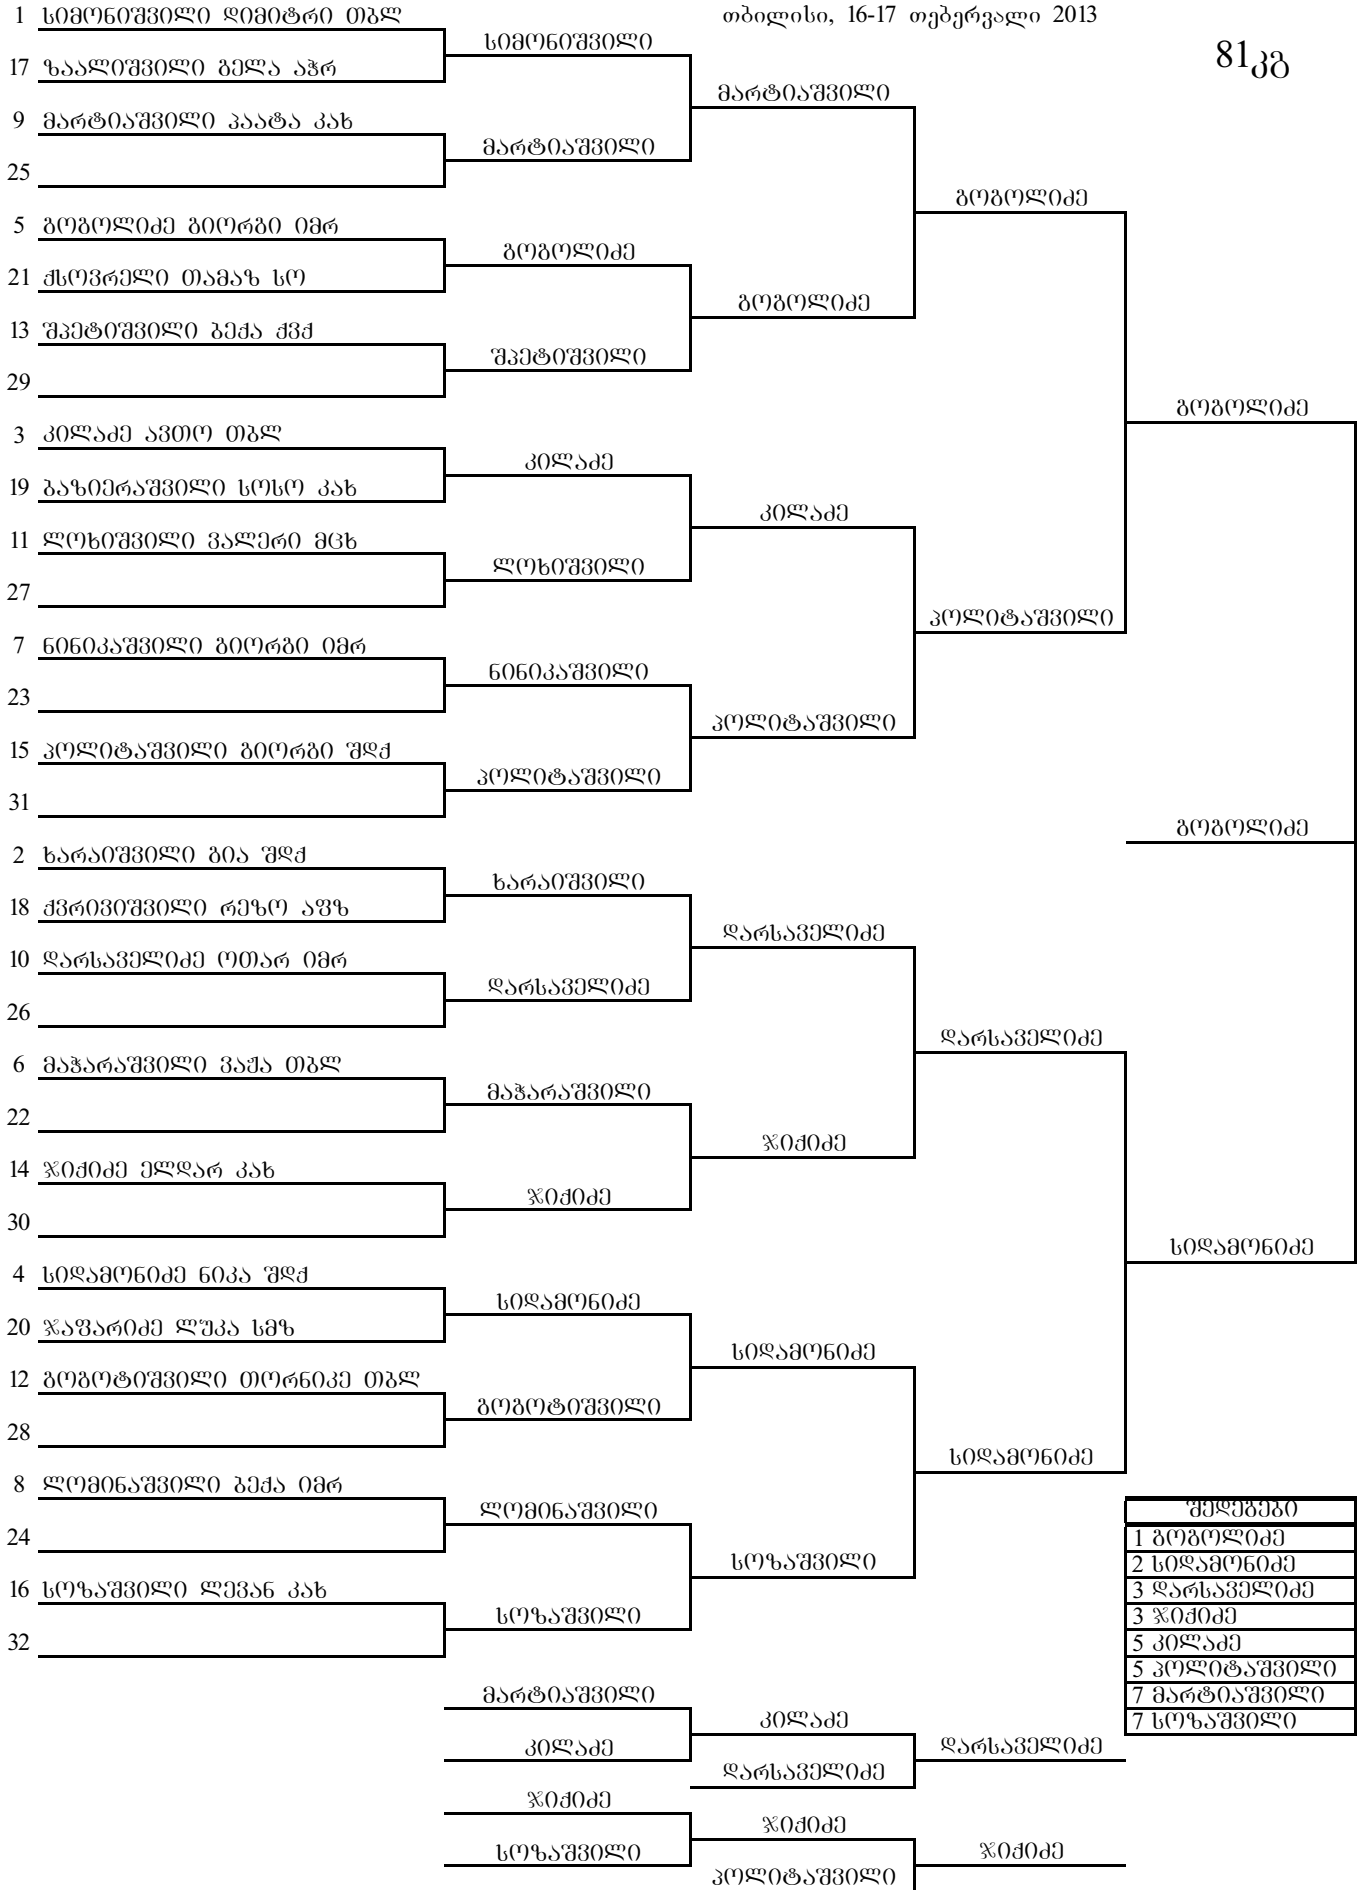 1 სიმონიშვილი დიმიტრი თბლ
თბილისი, 16-17 თებერვალი 2013
81კგ
სიმონიშვილი
17 ზაალიშვილი გელა აჭრ
მარტიაშვილი
9 მარტიაშვილი პაატა კახ
მარტიაშვილი
25
გოგოლიძე
5 გოგოლიძე გიორგი იმრ
გოგოლიძე
21 ქსოვრელი თამაზ სო
გოგოლიძე
13 შპეტიშვილი ბექა ქვქ
შპეტიშვილი
29
გოგოლიძე
3 კილაძე ავთო თბლ
კილაძე
19 ბაზიერაშვილი სოსო კახ
კილაძე
11 ლოხიშვილი ვალერი მცხ
ლოხიშვილი
27
პოლიტაშვილი
7 ნინიკაშვილი გიორგი იმრ
ნინიკაშვილი
23
პოლიტაშვილი
15 პოლიტაშვილი გიორგი შდქ
პოლიტაშვილი
31
გოგოლიძე
2 ხარაიშვილი გია შდქ
ხარაიშვილი
18 ქვრივიშვილი რეზო აფზ
დარსაველიძე
10 დარსაველიძე ოთარ იმრ
დარსაველიძე
26
დარსაველიძე
6 მაჭარაშვილი ვაჟა თბლ
მაჭარაშვილი
22
ჯიქიძე
14 ჯიქიძე ელდარ კახ
ჯიქიძე
30
სიდამონიძე
4 სიდამონიძე ნიკა შდქ
სიდამონიძე
20 ჯაფარიძე ლუკა სმზ
სიდამონიძე
12 გოგოტიშვილი თორნიკე თბლ
გოგოტიშვილი
28
სიდამონიძე
8 ლომინაშვილი ბექა იმრ
ლომინაშვილი
24
სოზაშვილი
16 სოზაშვილი ლევან კახ
სოზაშვილი
32
შედეგები
1 გოგოლიძე
2 სიდამონიძე
3 დარსაველიძე
3 ჯიქიძე
5 კილაძე
5 პოლიტაშვილი
7 მარტიაშვილი
7 სოზაშვილი
მარტიაშვილი
კილაძე
კილაძე
დარსაველიძე
დარსაველიძე
ჯიქიძე
ჯიქიძე
სოზაშვილი
ჯიქიძე
პოლიტაშვილი